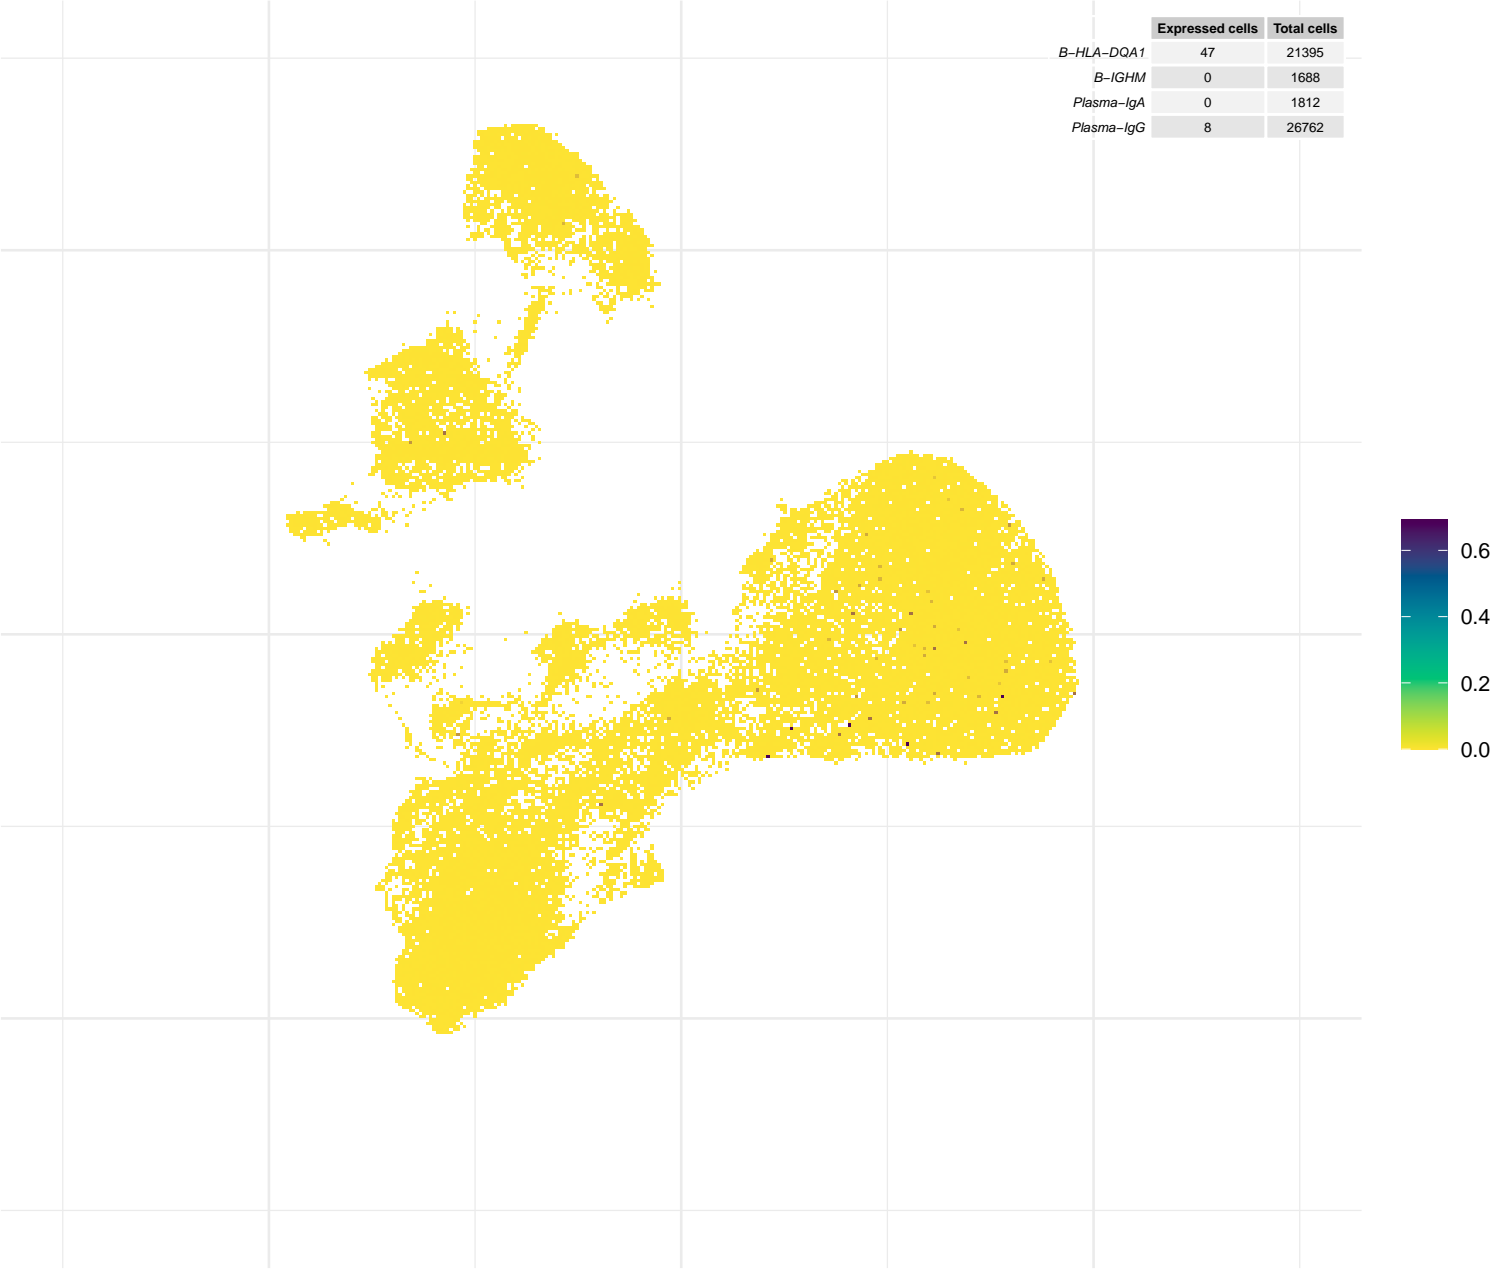 Expressed cells Total cells
B−HLA−DQA1 47 21395
B−IGHM 0 1688
Plasma−IgA 0 1812
Plasma−IgG 8 26762
0.6
0.4
0.2
0.0